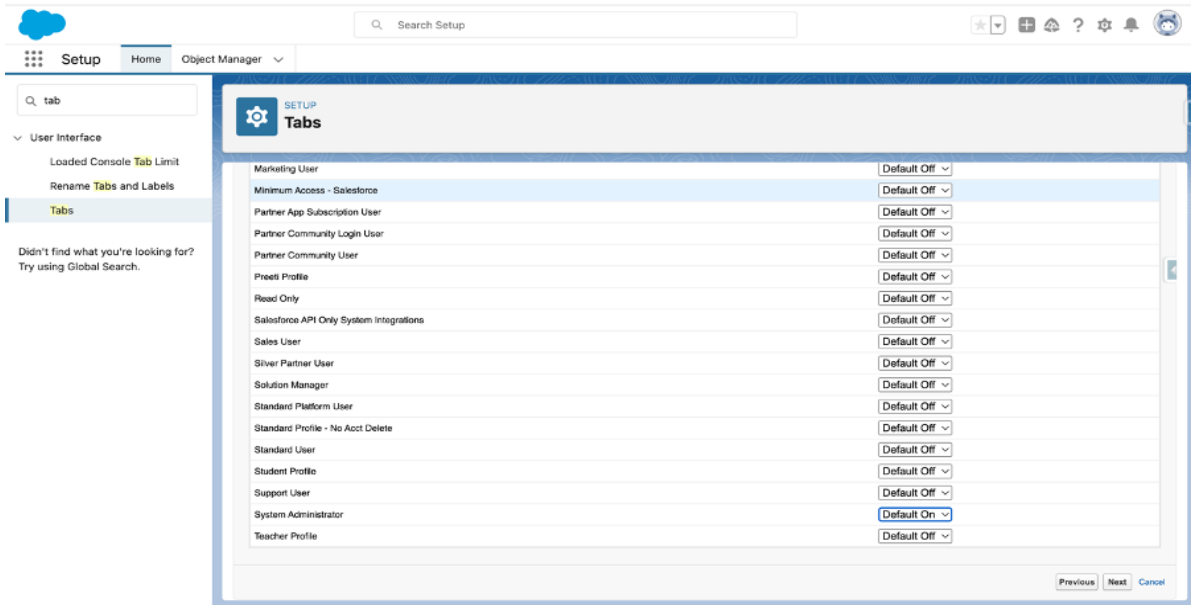 Search Setup
Setup
Home
Object Manager
tab
User Interface
Loaded Console Tab Limit
Rename Tabs and Labels
Tabs
Didn't find what you're looking for?
Try using Global Search.
SETUP
Tabs
Marketing User Default Off
Minimum Access - Salesforce Default Off
Partner App Subscription User Default Off
Partner Community Login User Default Off
Partner Community User Default Off
Preeti Profile Default Off
Read Only Default Off
Salesforce API Only System Integrations Default Off
Sales User Default Off
Silver Partner User Default Off
Solution Manager Default Off
Standard Platform User Default Off
Standard Profile - No Acct Delete Default Off
Standard User Default Off
Student Profile Default Off
Support User Default Off
System Administrator Default On
Teacher Profile Default Off
Previous Next Cancel